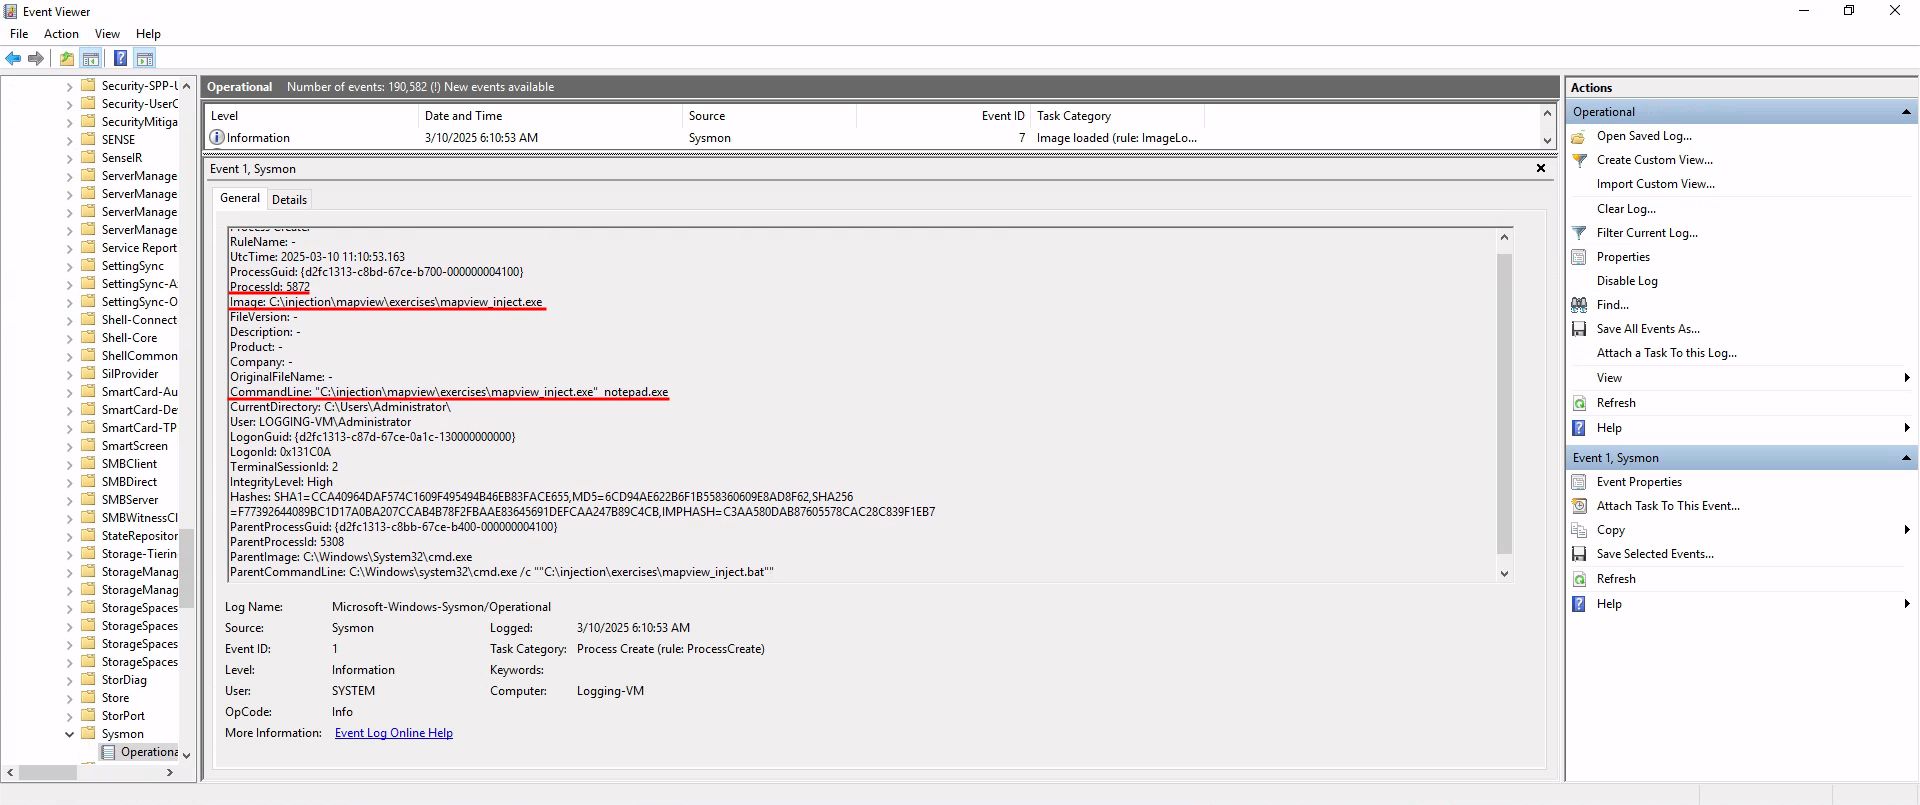 Event Viewer
File Action View Help
Security-SPP-U
Security-UserC
SecurityMitiga
SENSE
SenseIR
ServerManage
ServerManage
ServerManage
ServerManage
Service Report
SettingSync
SettingSync-A
SettingSync-O
Shell-Connect
Shell-Core
ShellCommon
SilProvider
SmartCard-Au
SmartCard-De
SmartCard-TP
SmartScreen
SMBClient
SMBDirect
SMBServer
SMBWitnessCl
StateRepositor
Storage-Tierin
StorageManag
StorageManag
StorageSpaces
StorageSpaces
StorageSpaces
StorageSpaces
StorDiag
Store
StorPort
Sysmon
Operationa
Operational Number of events: 190,582 (!) New events available
Level Date and Time Source Event ID Task Category
Information 3/10/2025 6:10:53 AM Sysmon 7 Image loaded (rule: ImageLo...
Event 1, Sysmon
General Details
Process Create:
RuleName: -
UtcTime: 2025-03-10 11:10:53.163
ProcessGuid: {d2fc1313-c8bd-67ce-b700-000000004100}
ProcessId: 5872
Image: C:\injection\mapview\exercises\mapview_inject.exe
FileVersion: -
Description: -
Product: -
Company: -
OriginalFileName: -
CommandLine: "C:\injection\mapview\exercises\mapview_inject.exe" notepad.exe
CurrentDirectory: C:\Users\Administrator\
User: LOGGING-VM\Administrator
LogonGuid: {d2fc1313-c87d-67ce-0a1c-130000000000}
LogonId: 0x131C0A
TerminalSessionId: 2
IntegrityLevel: High
Hashes: SHA1=CCA40964DAF574C1609F495494B46EB83FACE655,MD5=6CD94AE622B6F1B558360609E8AD8F62,SHA256
=F77392644089BC1D17A0BA207CCAB4B78F2FBAAE83645691DEFCAA247B89C4CB,IMPHASH=C3AA580DAB87605578CAC28C839F1EB7
ParentProcessGuid: {d2fc1313-c8bb-67ce-b400-000000004100}
ParentProcessId: 5308
ParentImage: C:\Windows\System32\cmd.exe
ParentCommandLine: C:\Windows\system32\cmd.exe /c ""C:\injection\exercises\mapview_inject.bat""
Log Name: Microsoft-Windows-Sysmon/Operational
Source: Sysmon Logged: 3/10/2025 6:10:53 AM
Event ID: 1 Task Category: Process Create (rule: ProcessCreate)
Level: Information Keywords:
User: SYSTEM Computer: Logging-VM
OpCode: Info
More Information: Event Log Online Help
Actions
Operational
Open Saved Log...
Create Custom View...
Import Custom View...
Clear Log...
Filter Current Log...
Properties
Disable Log
Find...
Save All Events As...
Attach a Task To this Log...
View
Refresh
Help
Event 1, Sysmon
Event Properties
Attach Task To This Event...
Copy
Save Selected Events...
Refresh
Help